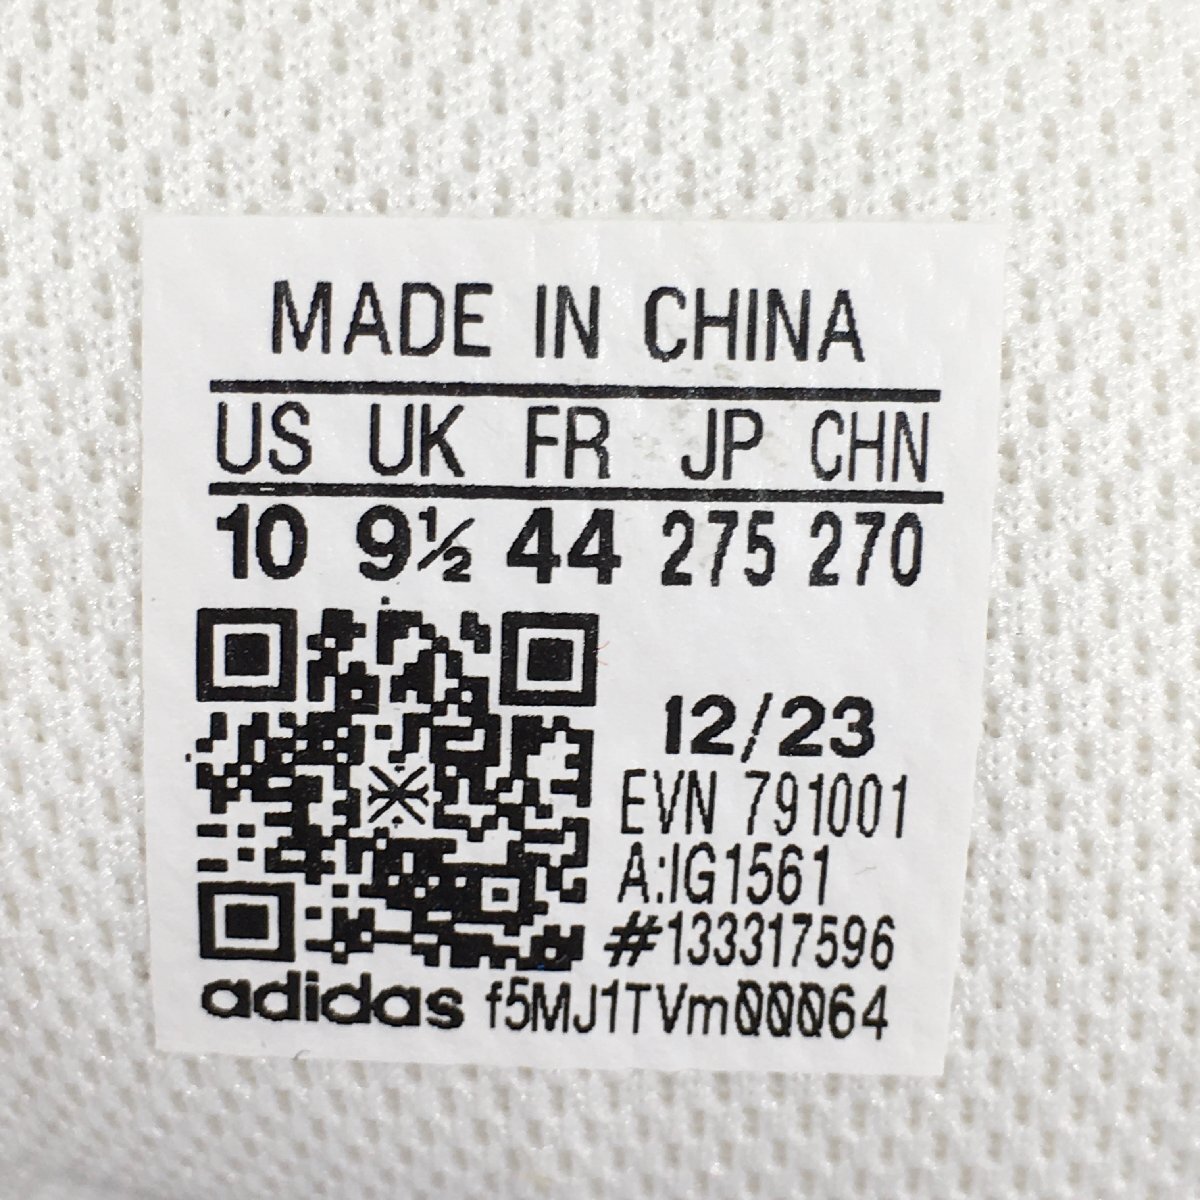 MADE IN CHINA
US UK FR JP CHN
10 9½ 44 275 270
12/23
EVN 791001
A:IG1561
#133317596
adidas f5MJ1TVm00064